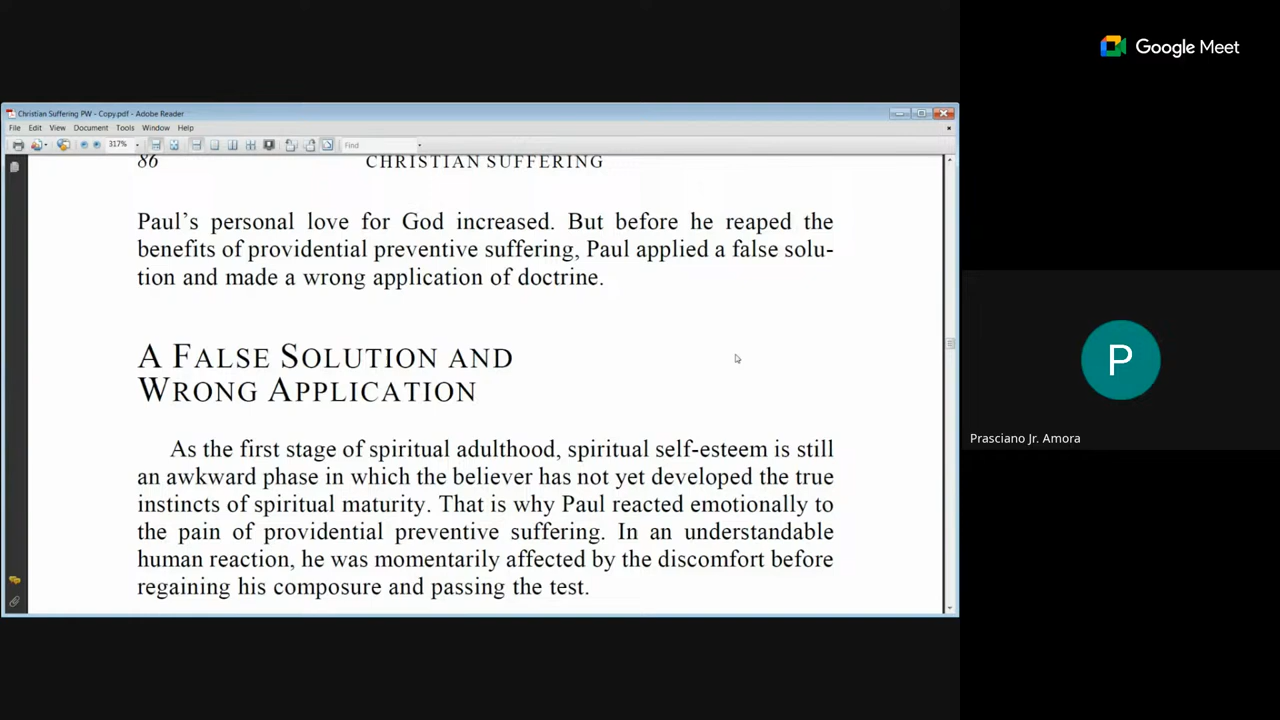 Google Meet
Christian Suffering PW - Copy.pdf - Adobe Reader
File Edit View Document Tools Window Help
317% Find
86 CHRISTIAN SUFFERING
Paul's personal love for God increased. But before he reaped the
benefits of providential preventive suffering, Paul applied a false solu-
tion and made a wrong application of doctrine.
A FALSE SOLUTION AND
WRONG APPLICATION
As the first stage of spiritual adulthood, spiritual self-esteem is still
an awkward phase in which the believer has not yet developed the true
instincts of spiritual maturity. That is why Paul reacted emotionally to
the pain of providential preventive suffering. In an understandable
human reaction, he was momentarily affected by the discomfort before
regaining his composure and passing the test.
P
Prasciano Jr. Amora